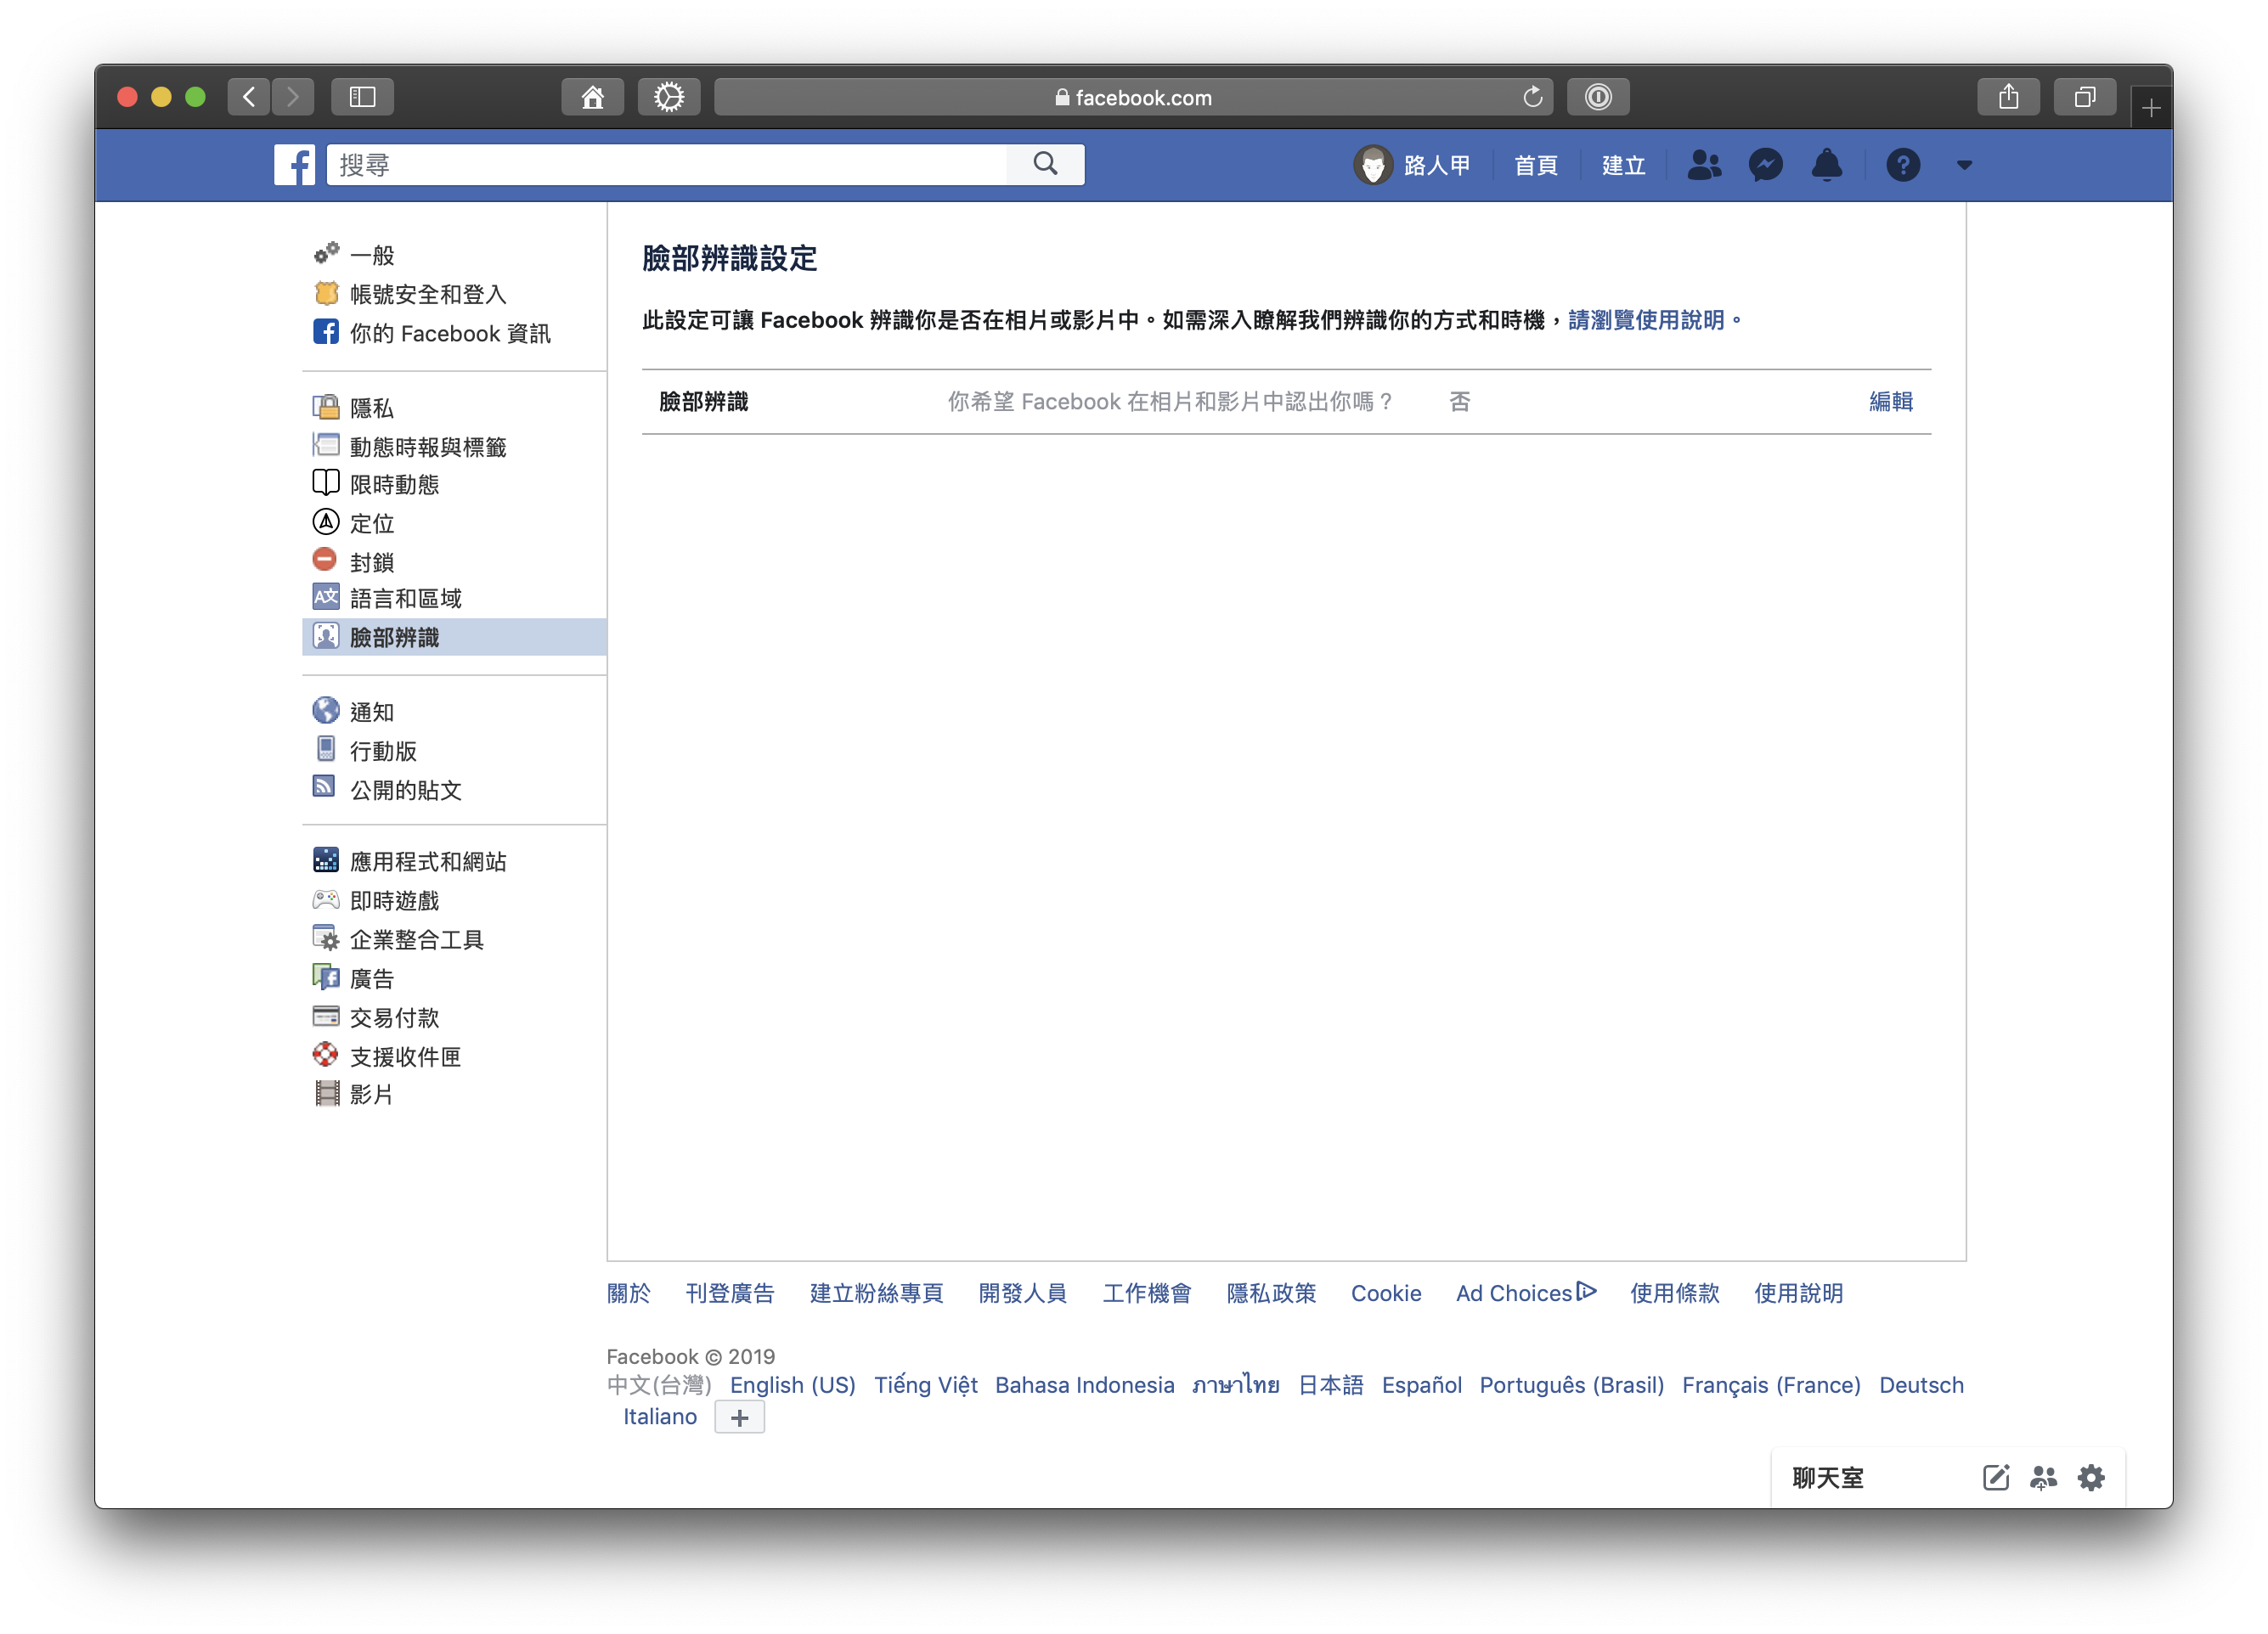 facebook.com
搜尋
路人甲 首頁 建立
一般
帳號安全和登入
你的 Facebook 資訊
隱私
動態時報與標籤
限時動態
定位
封鎖
語言和區域
臉部辨識
通知
行動版
公開的貼文
應用程式和網站
即時遊戲
企業整合工具
廣告
交易付款
支援收件匣
影片
臉部辨識設定
此設定可讓 Facebook 辨識你是否在相片或影片中。如需深入瞭解我們辨識你的方式和時機，請瀏覽使用說明。
臉部辨識 你希望 Facebook 在相片和影片中認出你嗎？ 否 編輯
關於 刊登廣告 建立粉絲專頁 開發人員 工作機會 隱私政策 Cookie Ad Choices 使用條款 使用說明
Facebook © 2019
中文(台灣) English (US) Tiếng Việt Bahasa Indonesia ภาษาไทย 日本語 Español Português (Brasil) Français (France) Deutsch
Italiano
聊天室